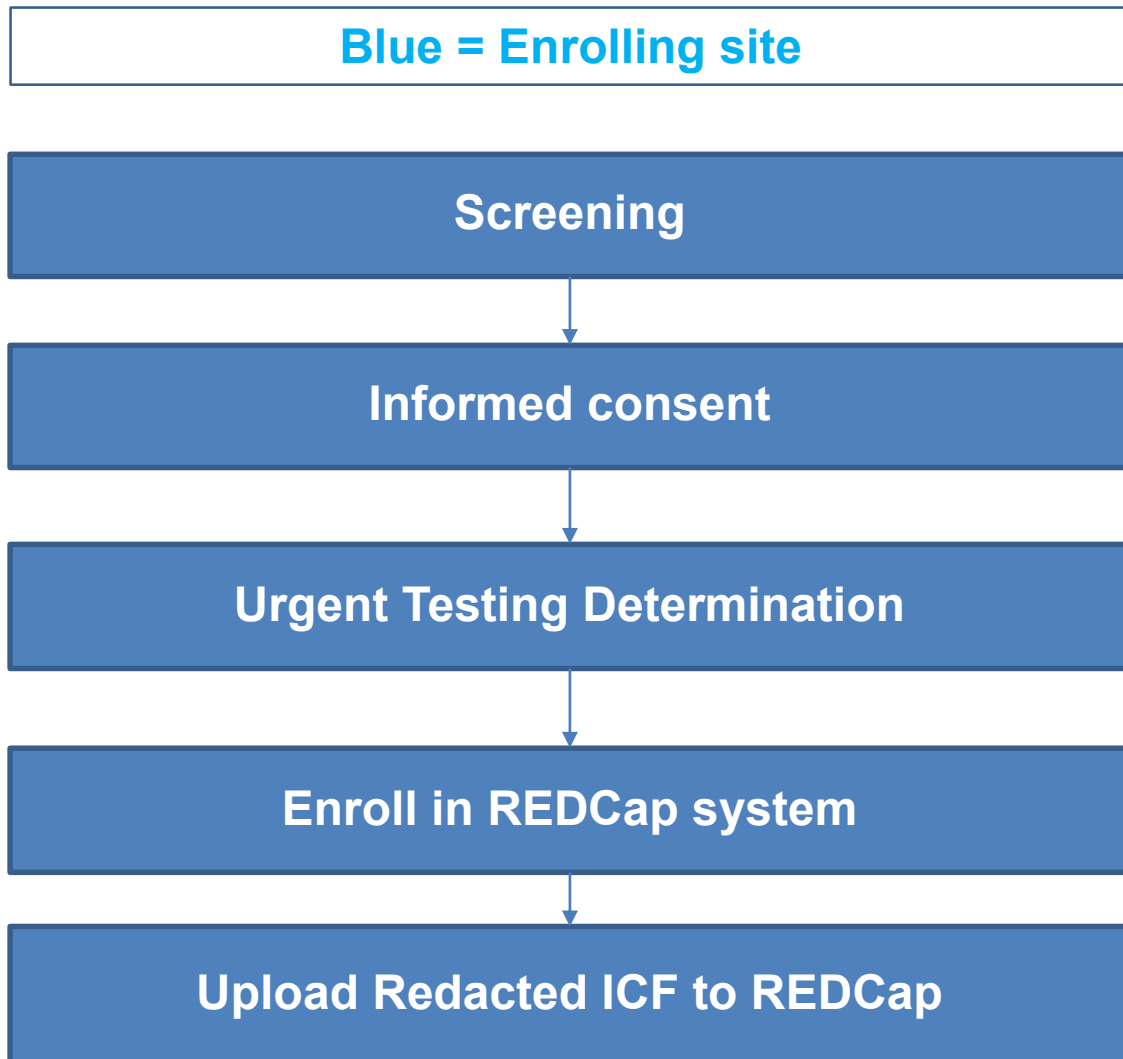 Blue = Enrolling site
Screening
Informed consent
Urgent Testing Determination
Enroll in REDCap system
Upload Redacted ICF to REDCap